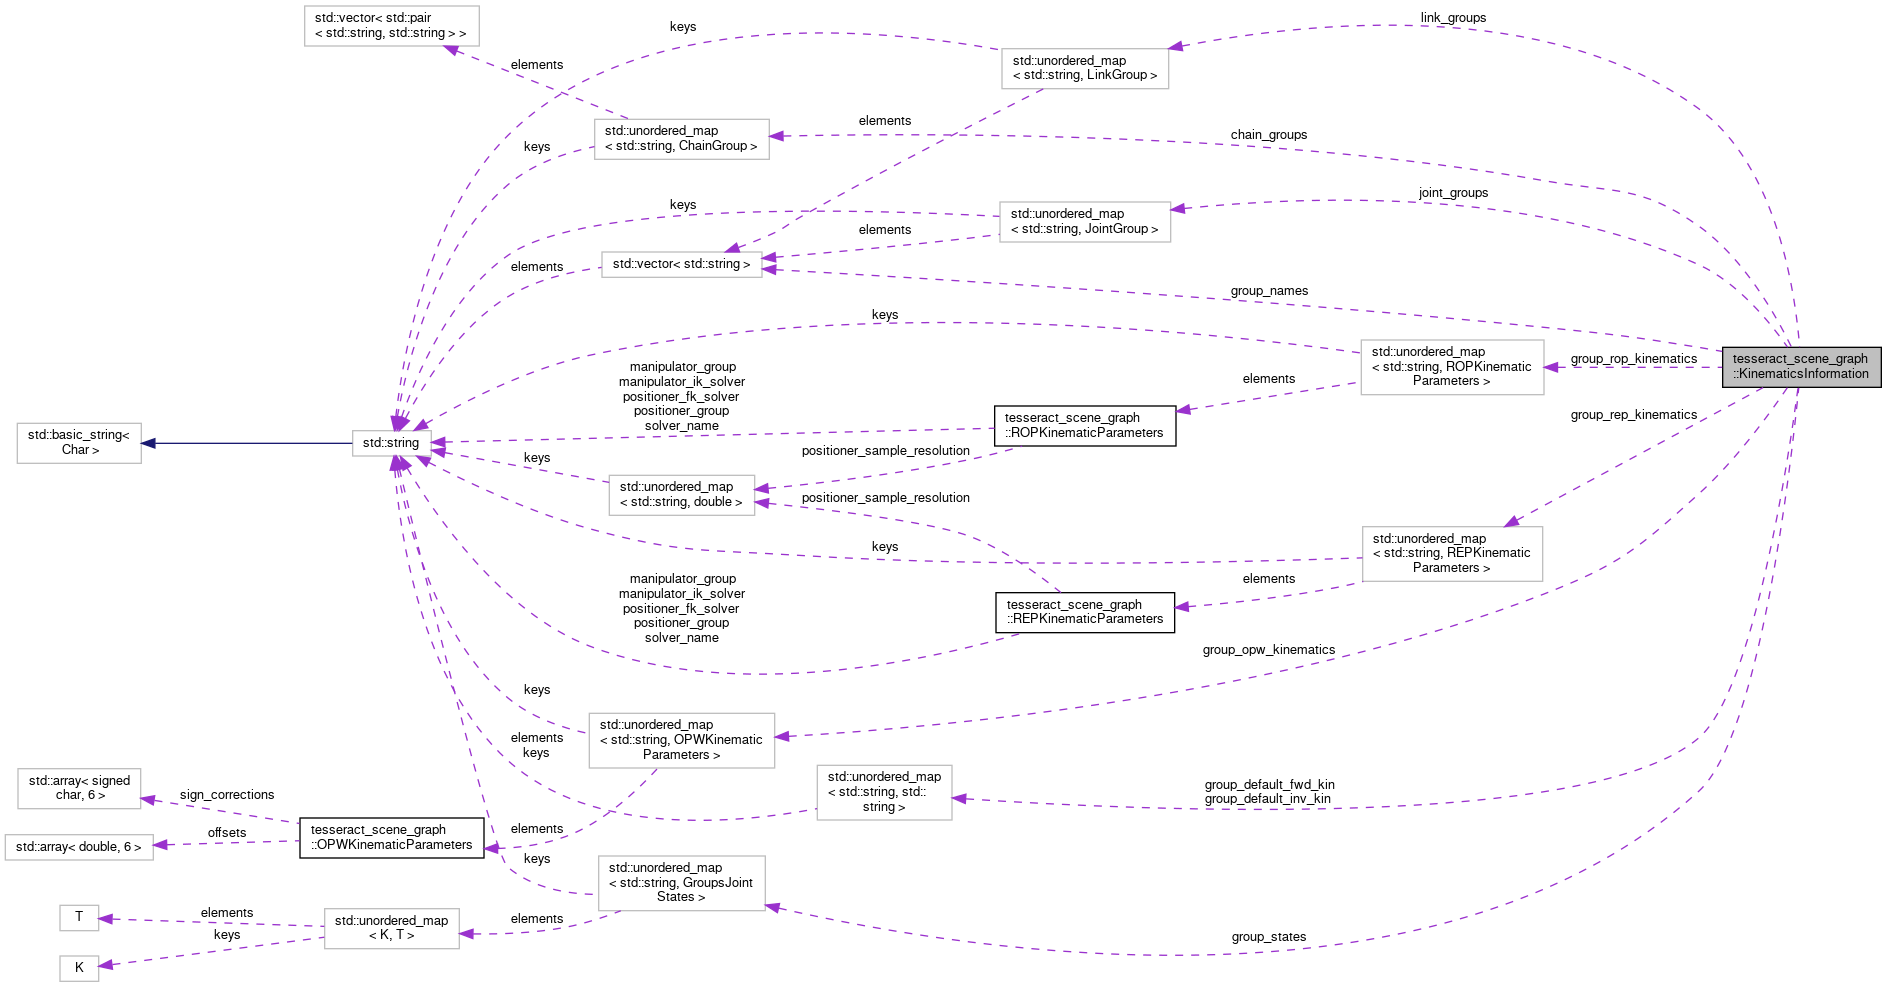 std::vector< std::pair
< std::string, std::string > >
keys
link_groups
std::unordered_map
< std::string, LinkGroup >
elements
std::unordered_map
< std::string, ChainGroup >
elements
chain_groups
keys
std::unordered_map
< std::string, JointGroup >
joint_groups
keys
elements
std::vector< std::string >
elements
group_names
keys
std::unordered_map
< std::string, ROPKinematic
Parameters >
group_rop_kinematics
tesseract_scene_graph
::KinematicsInformation
manipulator_group
manipulator_ik_solver
positioner_fk_solver
positioner_group
solver_name
elements
tesseract_scene_graph
::ROPKinematicParameters
group_rep_kinematics
std::basic_string<
Char >
std::string
positioner_sample_resolution
keys
std::unordered_map
< std::string, double >
positioner_sample_resolution
keys
std::unordered_map
< std::string, REPKinematic
Parameters >
manipulator_group
manipulator_ik_solver
positioner_fk_solver
positioner_group
solver_name
elements
tesseract_scene_graph
::REPKinematicParameters
group_opw_kinematics
keys
std::unordered_map
< std::string, OPWKinematic
Parameters >
elements
keys
std::unordered_map
< std::string, std::
string >
group_default_fwd_kin
group_default_inv_kin
std::array< signed
char, 6 >
sign_corrections
offsets
std::array< double, 6 >
tesseract_scene_graph
::OPWKinematicParameters
elements
keys
std::unordered_map
< std::string, GroupsJoint
States >
T
elements
keys
std::unordered_map
< K, T >
elements
group_states
K